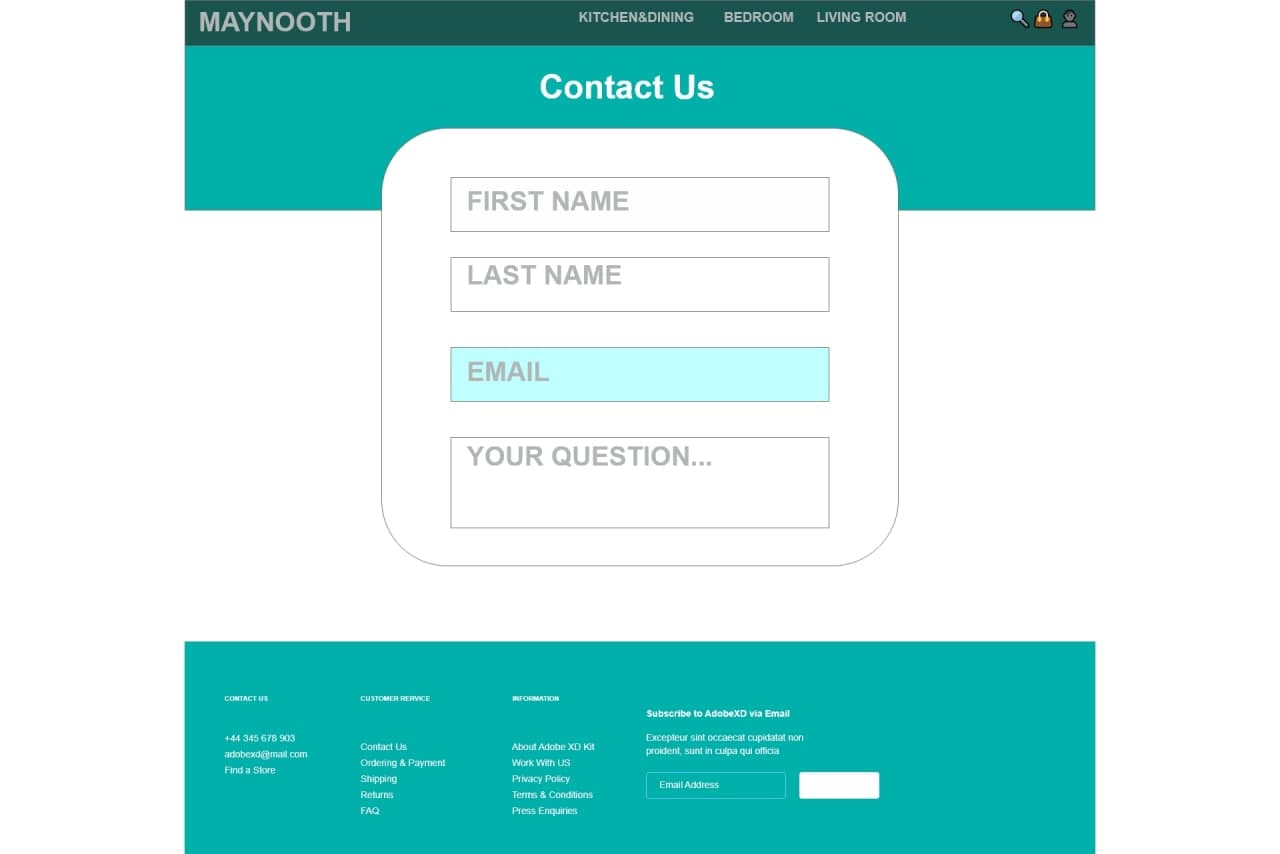 MAYNOOTH
KITCHEN&DINING
BEDROOM
LIVING ROOM
Contact Us
FIRST NAME
LAST NAME
EMAIL
YOUR QUESTION...
CONTACT US
+44 345 678 903
adobexd@mail.com
Find a Store
CUSTOMER RERVICE
Contact Us
Ordering & Payment
Shipping
Returns
FAQ
INFORMATION
About Adobe XD Kit
Work With US
Privacy Policy
Terms & Conditions
Press Enquiries
Subscribe to AdobeXD via Email
Excepteur sint occaecat cupidatat non
proident, sunt in culpa qui officia
Email Address